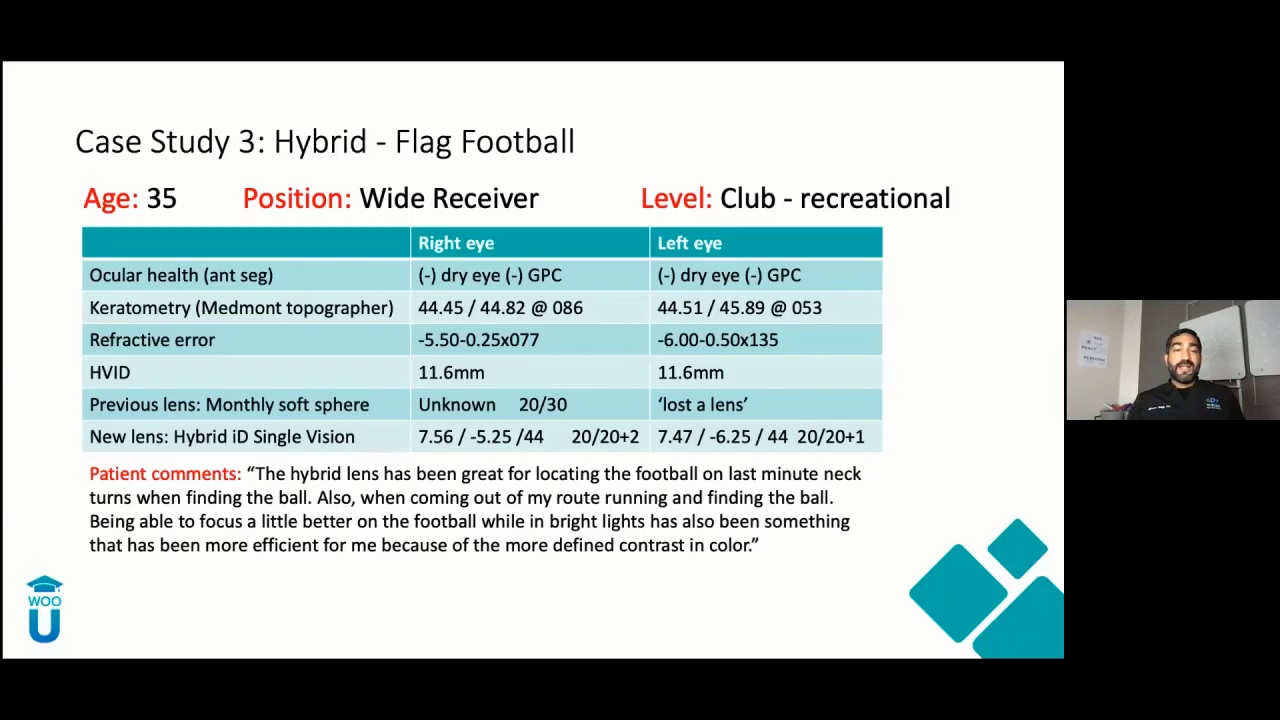 Case Study 3: Hybrid - Flag Football
Age: 35 Position: Wide Receiver Level: Club - recreational
Right eye Left eye
Ocular health (ant seg) (-) dry eye (-) GPC (-) dry eye (-) GPC
Keratometry (Medmont topographer) 44.45 / 44.82 @ 086 44.51 / 45.89 @ 053
Refractive error -5.50-0.25x077 -6.00-0.50x135
HVID 11.6mm 11.6mm
Previous lens: Monthly soft sphere Unknown 20/30 ‘lost a lens’
New lens: Hybrid iD Single Vision 7.56 / -5.25 /44 20/20+2 7.47 / -6.25 / 44 20/20+1
Patient comments: “The hybrid lens has been great for locating the football on last minute neck
turns when finding the ball. Also, when coming out of my route running and finding the ball.
Being able to focus a little better on the football while in bright lights has also been something
that has been more efficient for me because of the more defined contrast in color.”
WOO
U